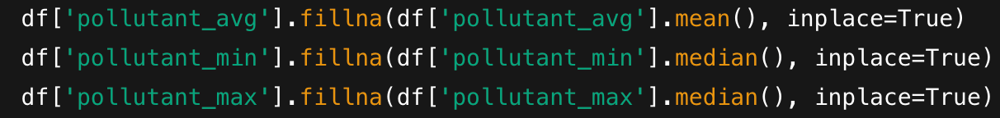 df['pollutant_avg'].fillna(df['pollutant_avg'].mean(), inplace=True)
df['pollutant_min'].fillna(df['pollutant_min'].median(), inplace=True)
df['pollutant_max'].fillna(df['pollutant_max'].median(), inplace=True)